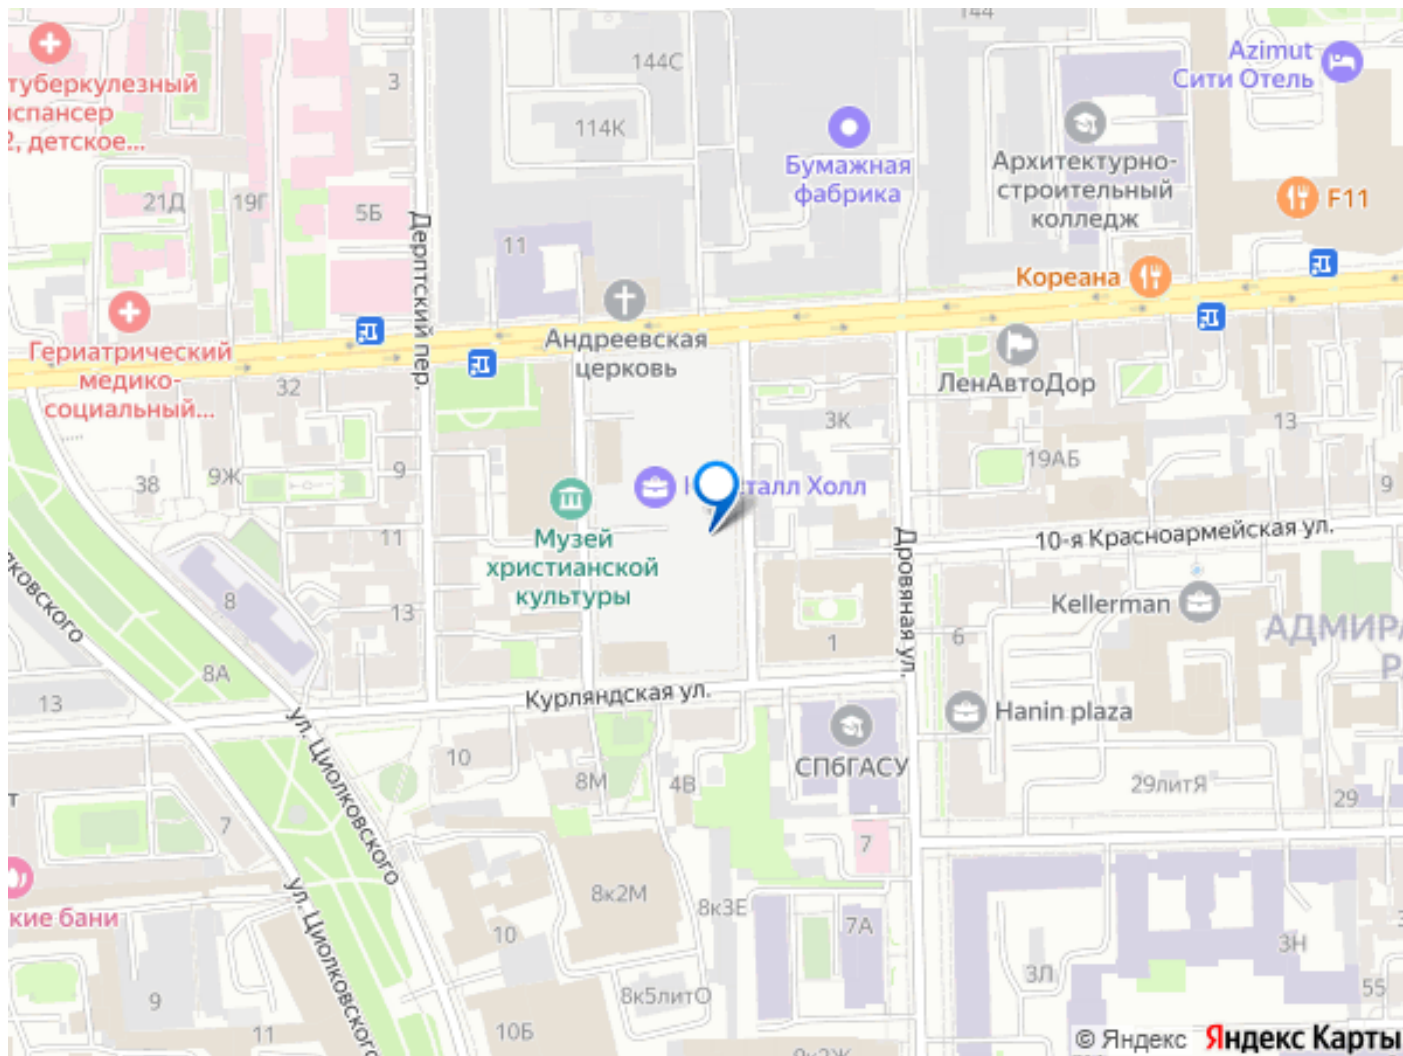 144
Azimut
Сити Отель
144С
3
туберкулезный
испансер
2, детское...
114К
Бумажная
фабрика
Архитектурно-
строительный
колледж
F11
21Д
19Г
5Б
Дерптский пер.
11
Кореана
Андреевская
церковь
Гериатрический
медико-
социальный...
32
ЛенАвтоДор
3К
13
19АБ
9
38
9Ж
9
талл Холл
11
Музей
христианской
культуры
Дровяная ул.
10-я Красноармейская ул.
олковского
8
13
Kellerman
АДМИР
Р
1
6
8А
13
Курляндская ул.
Hanin plaza
ул. Циолковского
10
8М
4В
СПбГАСУ
29литЯ
29
т
7
7
кие бани
ул. Циолковского
8к2М
8к3Е
7А
10
3Н
3Л
9
8к5литО
55
11
10Б
© Яндекс Яндекс Карты